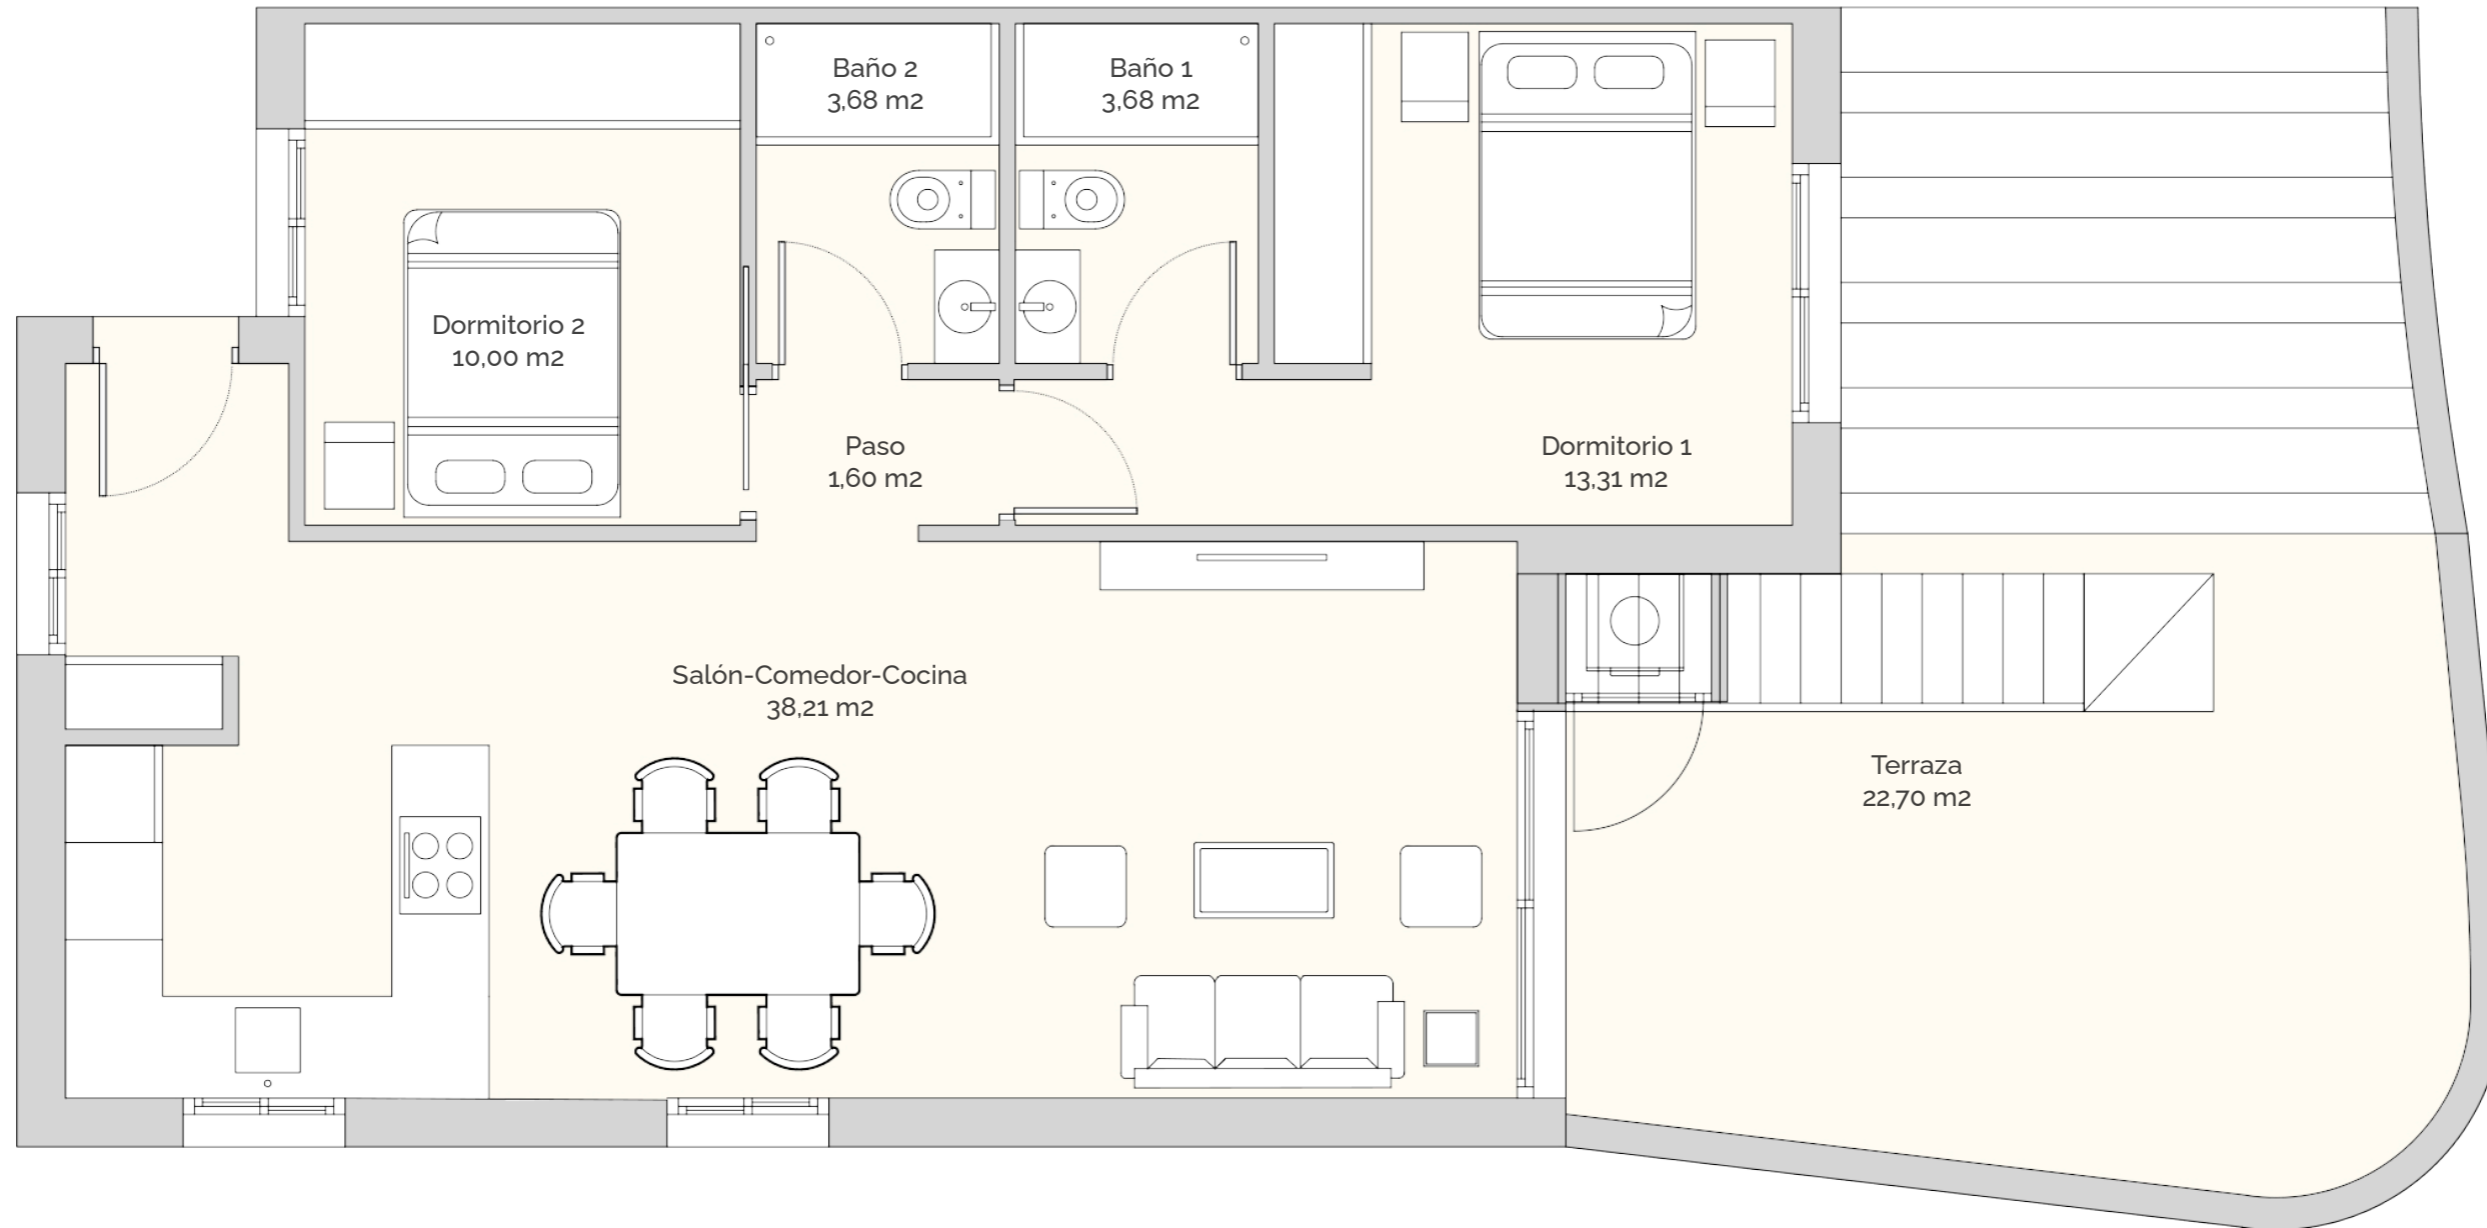 Baño 2
3,68 m2
Baño 1
3,68 m2
Dormitorio 2
10,00 m2
Paso
1,60 m2
Dormitorio 1
13,31 m2
Salón-Comedor-Cocina
38,21 m2
Terraza
22,70 m2